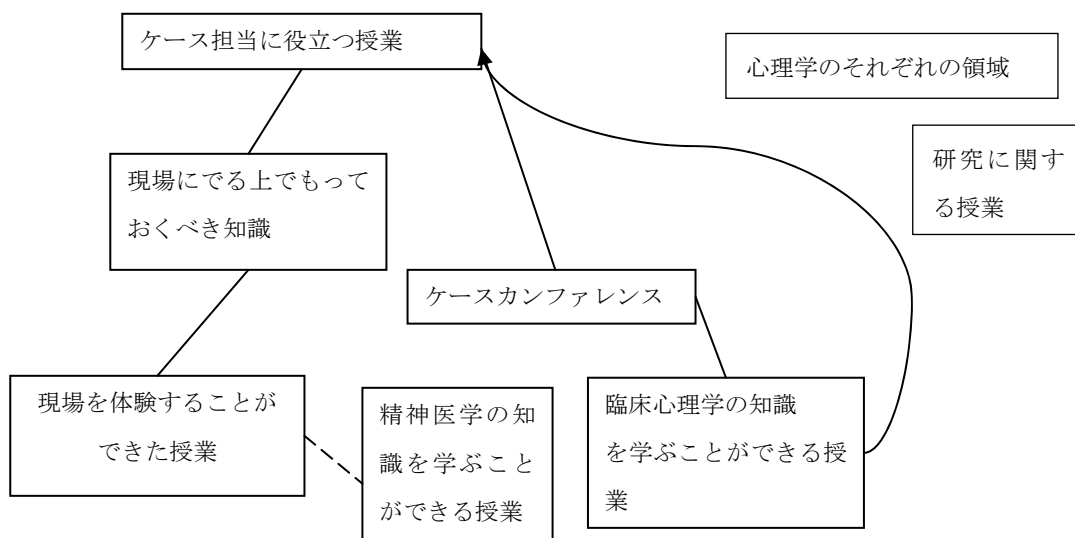 ケース担当に役立つ授業
心理学のそれぞれの領域
研究に関す
る授業
現場にでる上でもって
おくべき知識
ケースカンファレンス
現場を体験することが
できた授業
精神医学の知
識を学ぶこと
ができる授業
臨床心理学の知識
を学ぶことができる授
業